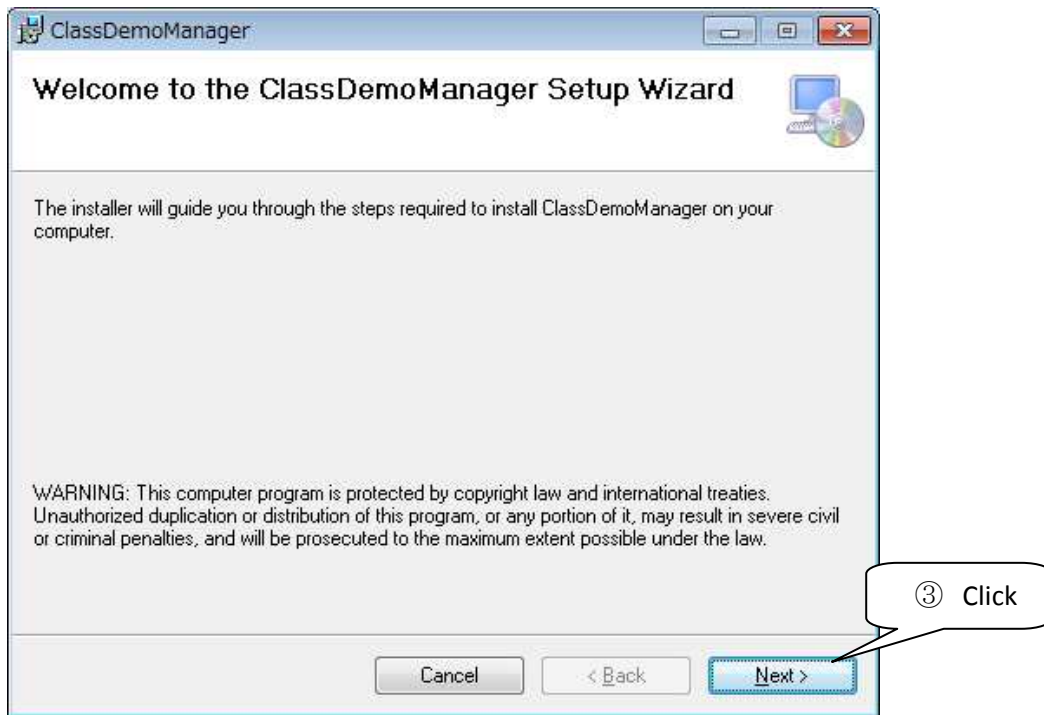 ClassDemoManager
Welcome to the ClassDemoManager Setup Wizard
The installer will guide you through the steps required to install ClassDemoManager on your
computer.
WARNING: This computer program is protected by copyright law and international treaties.
Unauthorized duplication or distribution of this program, or any portion of it, may result in severe civil
or criminal penalties, and will be prosecuted to the maximum extent possible under the law.
③ Click
Cancel < Back Next >